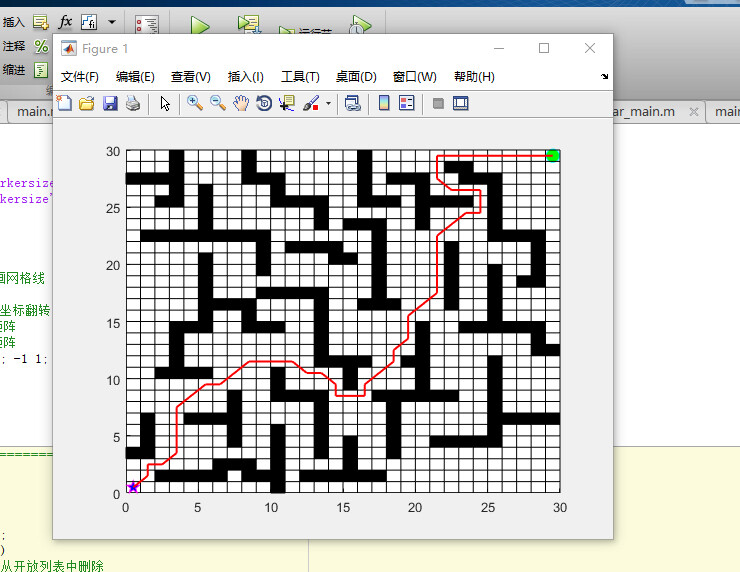 插入 fx
注释 %
缩进
运行节
main.m
ar_main.m
main
Figure 1
文件(F) 编辑(E) 查看(V) 插入(I) 工具(T) 桌面(D) 窗口(W) 帮助(H)
rkersize
kersize'
画网格线
坐标翻转
矩阵
矩阵
; -1 1;
30
25
20
15
10
5
0
0 5 10 15 20 25 30
========
;
)
从开放列表中删除